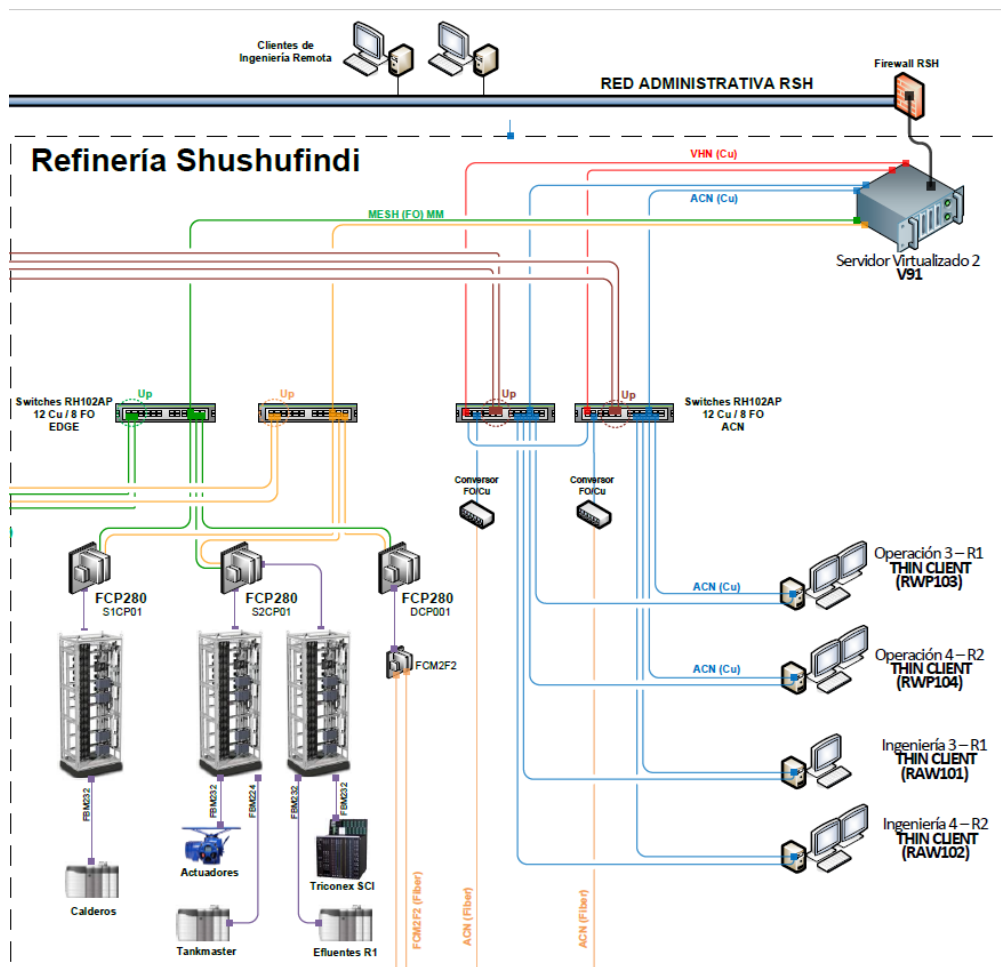 Clientes de
Ingeniería Remota
Firewall RSH
RED ADMINISTRATIVA RSH
Refinería Shushufindi
VHN (Cu)
ACN (Cu)
MESH (FO) MM
Servidor Virtualizado 2
V91
Switches RH102AP
12 Cu / 8 FO
EDGE
Up
Up
Up
Up
Switches RH102AP
12 Cu / 8 FO
ACN
Conversor
FO/Cu
Conversor
FO/Cu
FCP280
S1CP01
FCP280
S2CP01
FCP280
DCP001
FCM2F2
ACN (Cu)
Operación 3 – R1
THIN CLIENT
(RWP103)
ACN (Cu)
Operación 4 – R2
THIN CLIENT
(RWP104)
Ingeniería 3 – R1
THIN CLIENT
(RAW101)
Ingeniería 4 – R2
THIN CLIENT
(RAW102)
FBM232
FBM232
FBM224
FBM232
FBM232
Actuadores
Triconex SCI
Calderos
Tankmaster
Efluentes R1
FCM2F2 (Fiber)
ACN (Fiber)
ACN (Fiber)